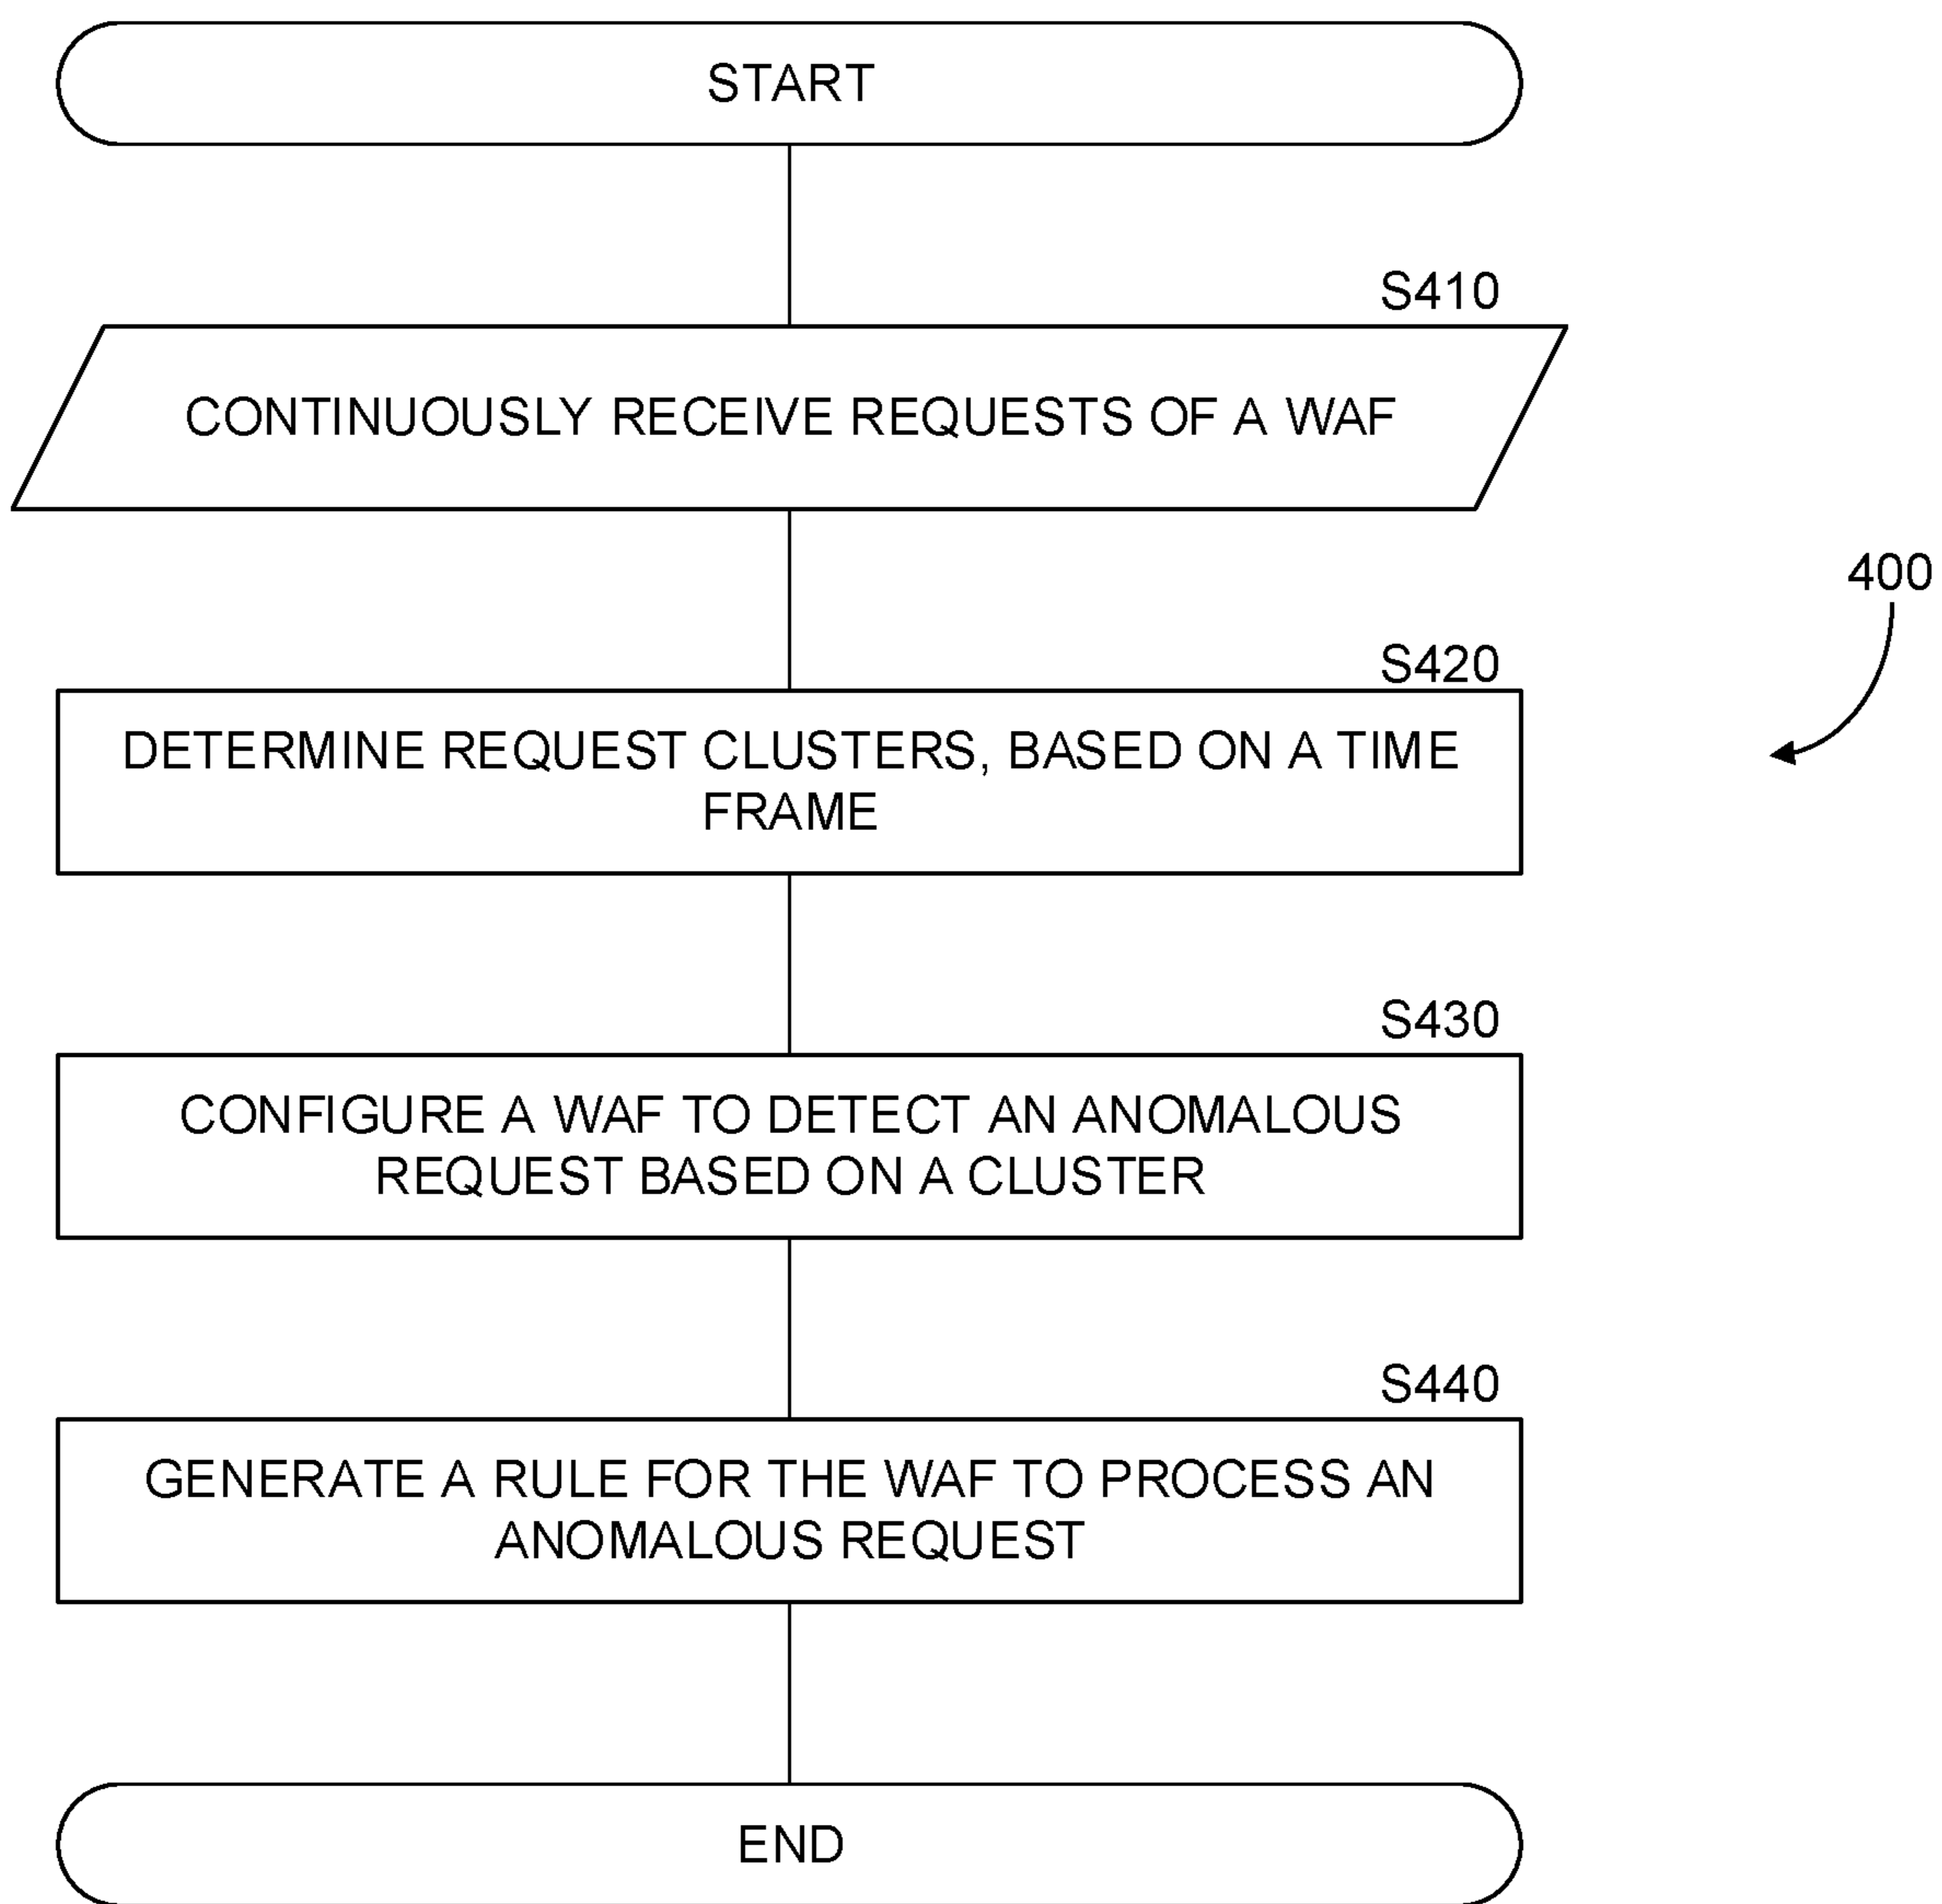 START
S410
CONTINUOUSLY RECEIVE REQUESTS OF A WAF
400
S420
DETERMINE REQUEST CLUSTERS, BASED ON A TIME
FRAME
S430
CONFIGURE A WAF TO DETECT AN ANOMALOUS
REQUEST BASED ON A CLUSTER
S440
GENERATE A RULE FOR THE WAF TO PROCESS AN
ANOMALOUS REQUEST
END